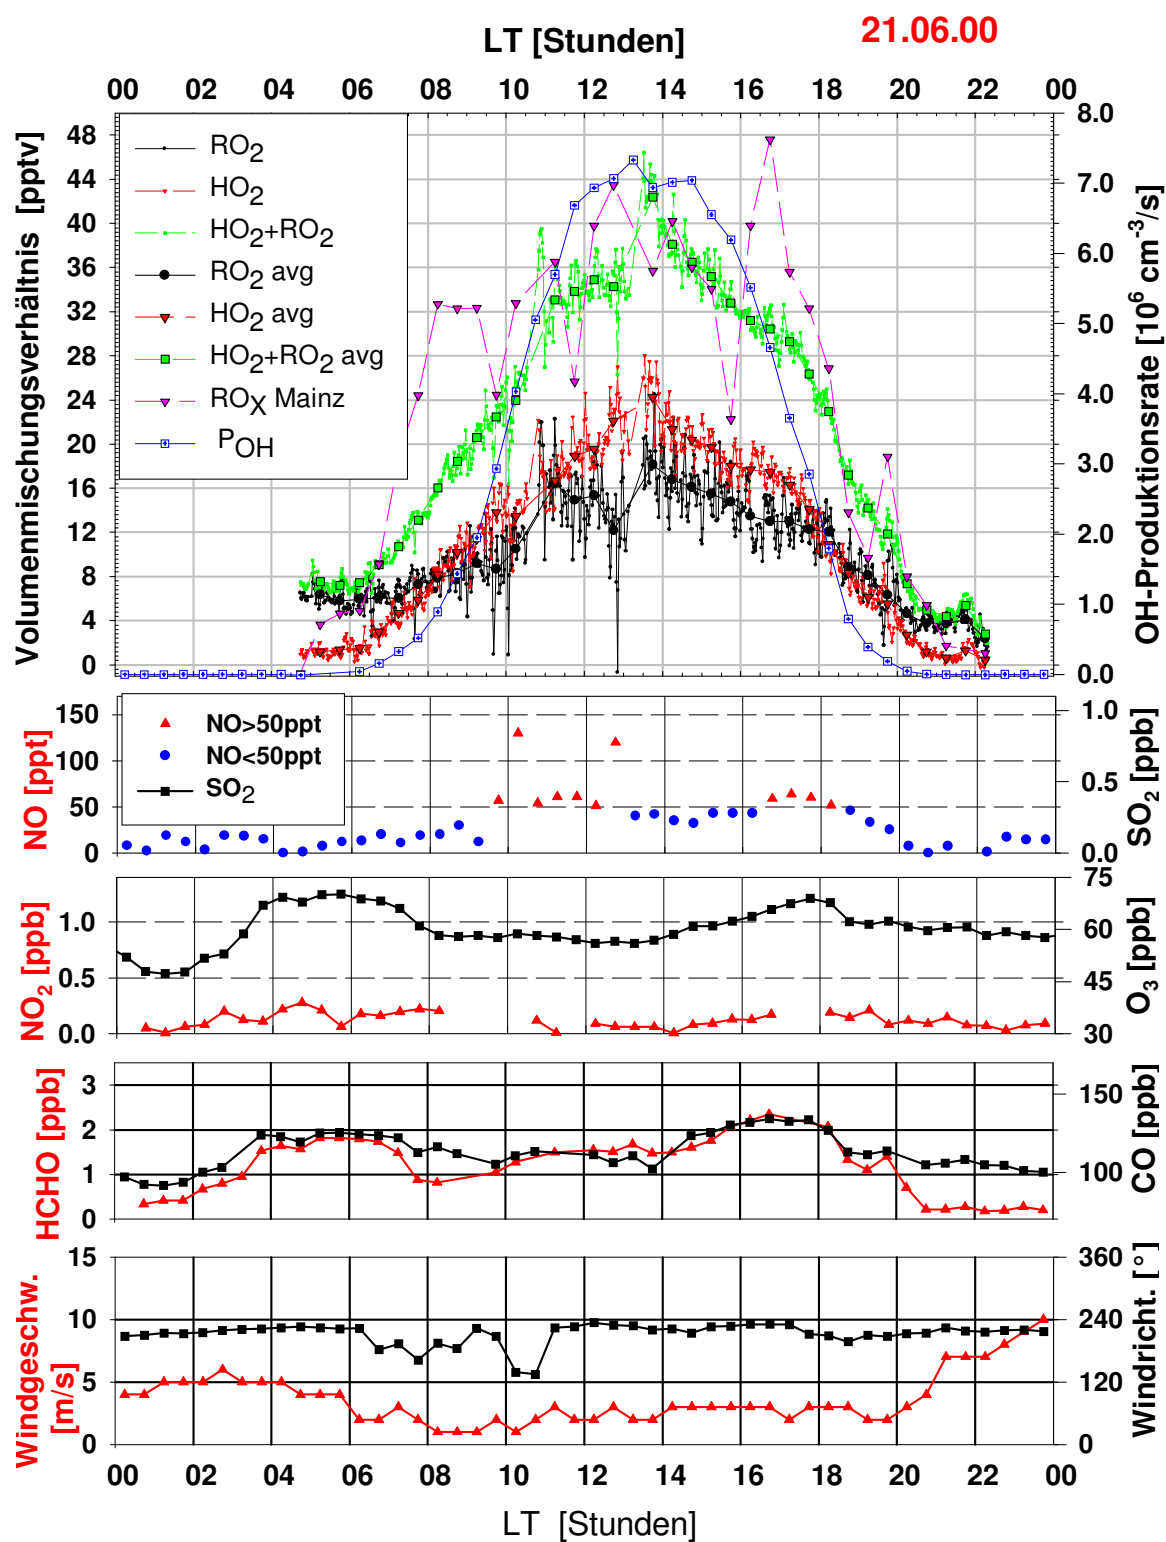 21.06.00
LT [Stunden]
00 02 04 06 08 10 12 14 16 18 20 22 00
Volumenmischungsverhältnis [pptv]
48
44
40
36
32
28
24
20
16
12
8
4
0
RO2
HO2
HO2+RO2
RO2 avg
HO2 avg
HO2+RO2 avg
ROX Mainz
POH
8.0
7.0
6.0
5.0
4.0
3.0
2.0
1.0
0.0
OH-Produktionsrate [10^6 cm^-3/s]
NO [ppt]
150
100
50
0
NO>50ppt
NO<50ppt
SO2
1.0
0.5
0.0
SO2 [ppb]
NO2 [ppb]
1.0
0.5
0.0
75
60
45
30
O3 [ppb]
HCHO [ppb]
3
2
1
0
150
100
CO [ppb]
Windgeschw.
[m/s]
15
10
5
0
360
240
120
0
Windricht. [°]
00 02 04 06 08 10 12 14 16 18 20 22 00
LT [Stunden]